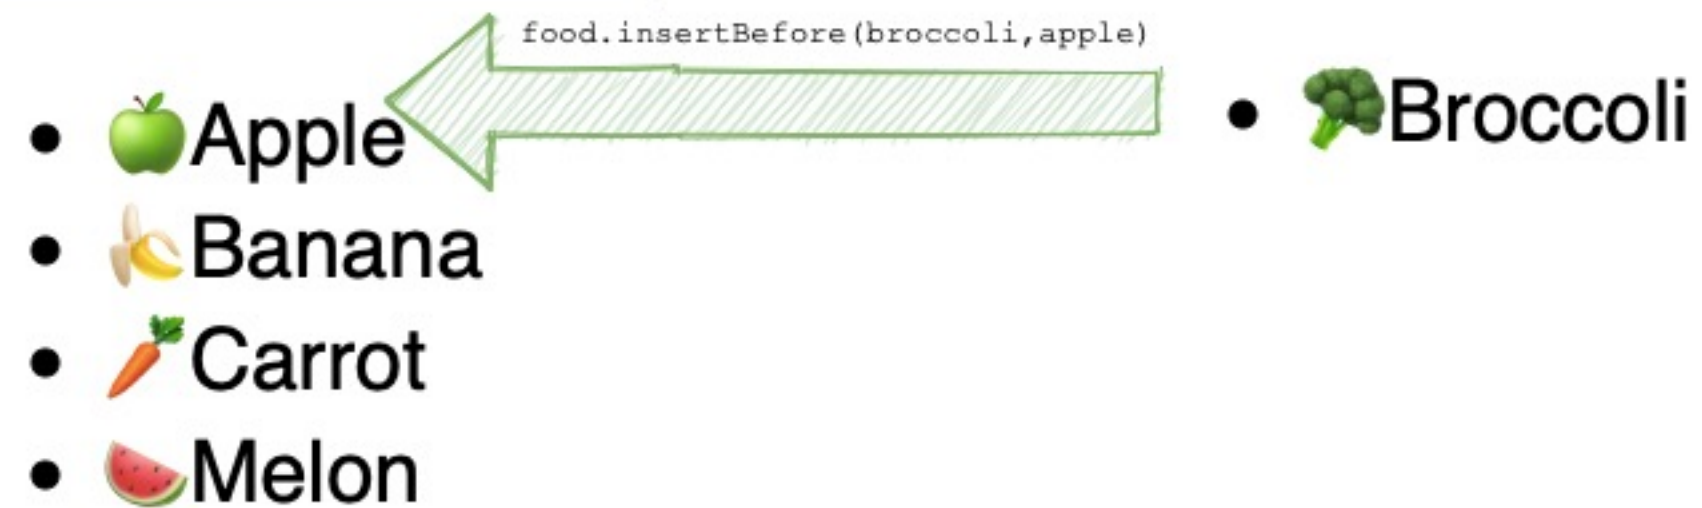 food.insertBefore(broccoli,apple)
• 🍏Apple
• 🥦Broccoli
• 🍌Banana
• 🥕Carrot
• 🍉Melon